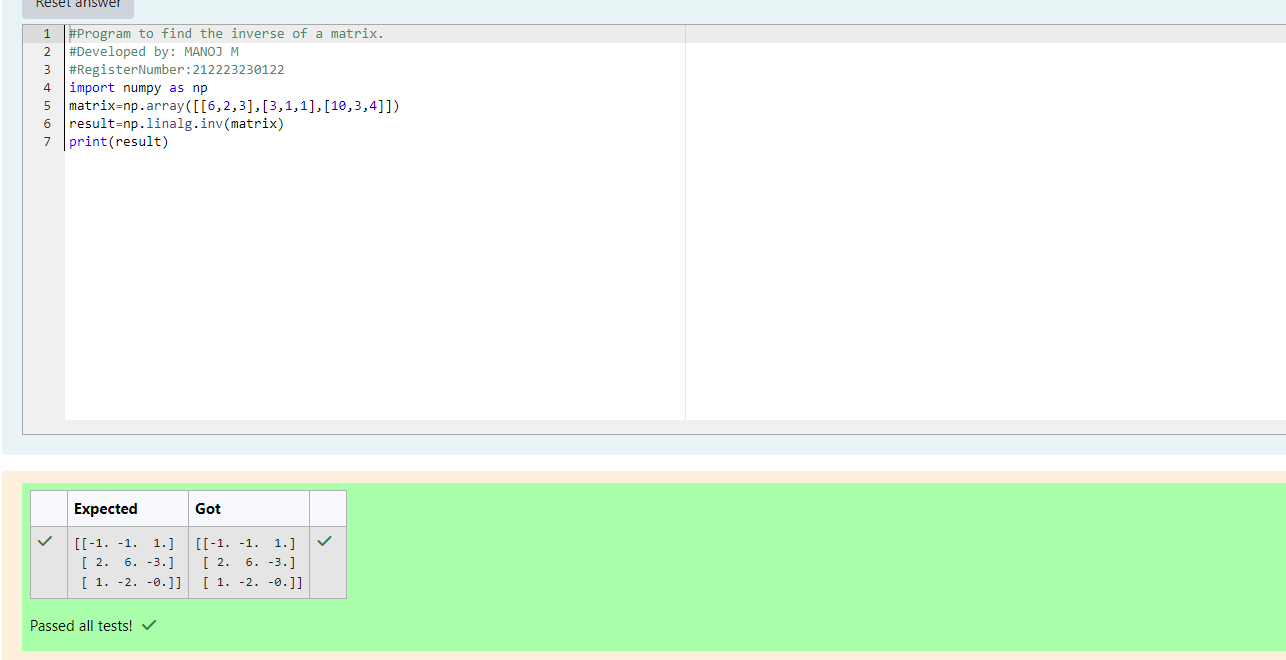 Reset answer
1 #Program to find the inverse of a matrix.
2 #Developed by: MANOJ M
3 #RegisterNumber:212223230122
4 import numpy as np
5 matrix=np.array([[6,2,3],[3,1,1],[10,3,4]])
6 result=np.linalg.inv(matrix)
7 print(result)
Expected Got
[[-1. -1.  1.] [[-1. -1.  1.]
[ 2.  6. -3.] [ 2.  6. -3.]
[ 1. -2. -0.]] [ 1. -2. -0.]]
Passed all tests!